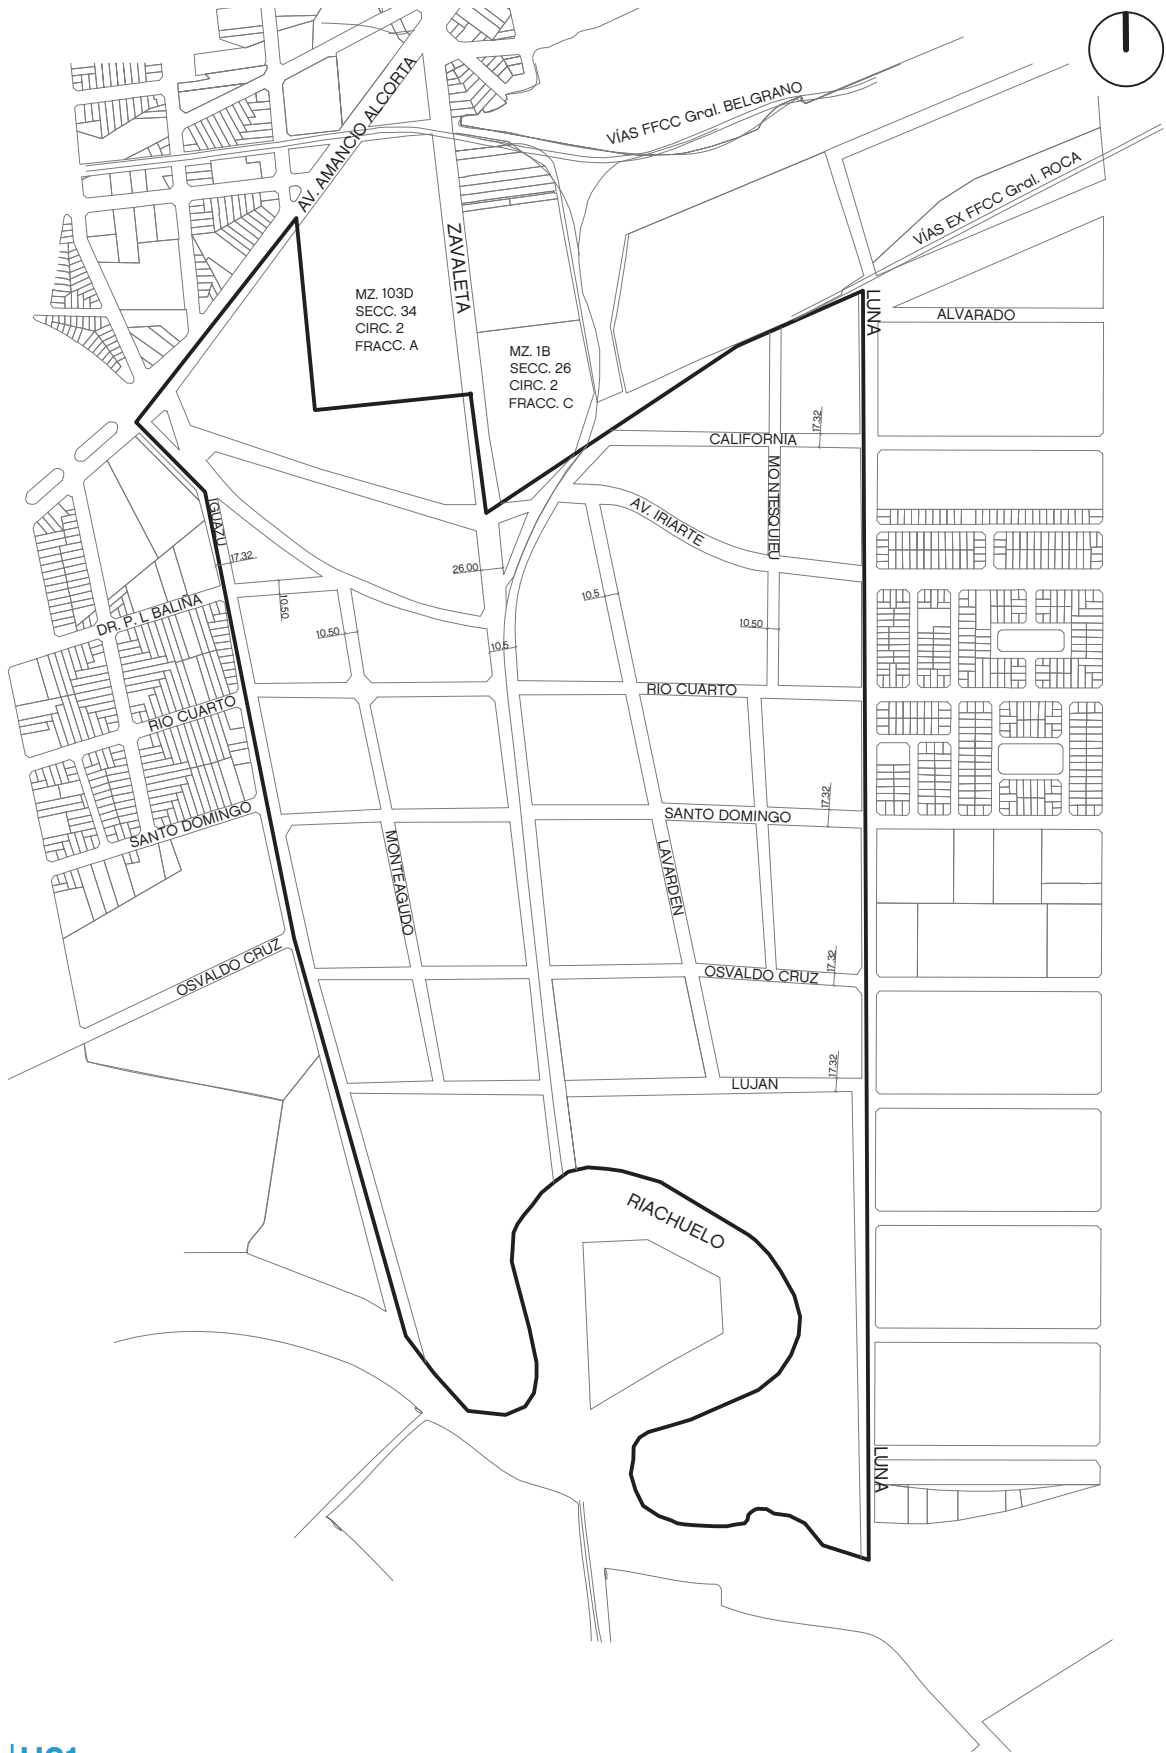 AV. AMANCIO ALCORTA
VÍAS FFCC Gral. BELGRANO
VÍAS EX FFCC Gral. ROCA
ZAVALETA
MZ. 103D
SECC. 34
CIRC. 2
FRACC. A
MZ. 1B
SECC. 26
CIRC. 2
FRACC. C
LUNA
ALVARADO
17.32
CALIFORNIA
MONTESQUIEU
AV. IRIARTE
IGUAZU
17.32
26.00
10.50
10.5
10.50
10.50
10.5
DR. P. L BALIÑA
RIO CUARTO
RIO CUARTO
17.32
SANTO DOMINGO
SANTO DOMINGO
MONTEAGUDO
LAVARDEN
17.32
OSVALDO CRUZ
OSVALDO CRUZ
17.32
LUJAN
RIACHUELO
LUNA